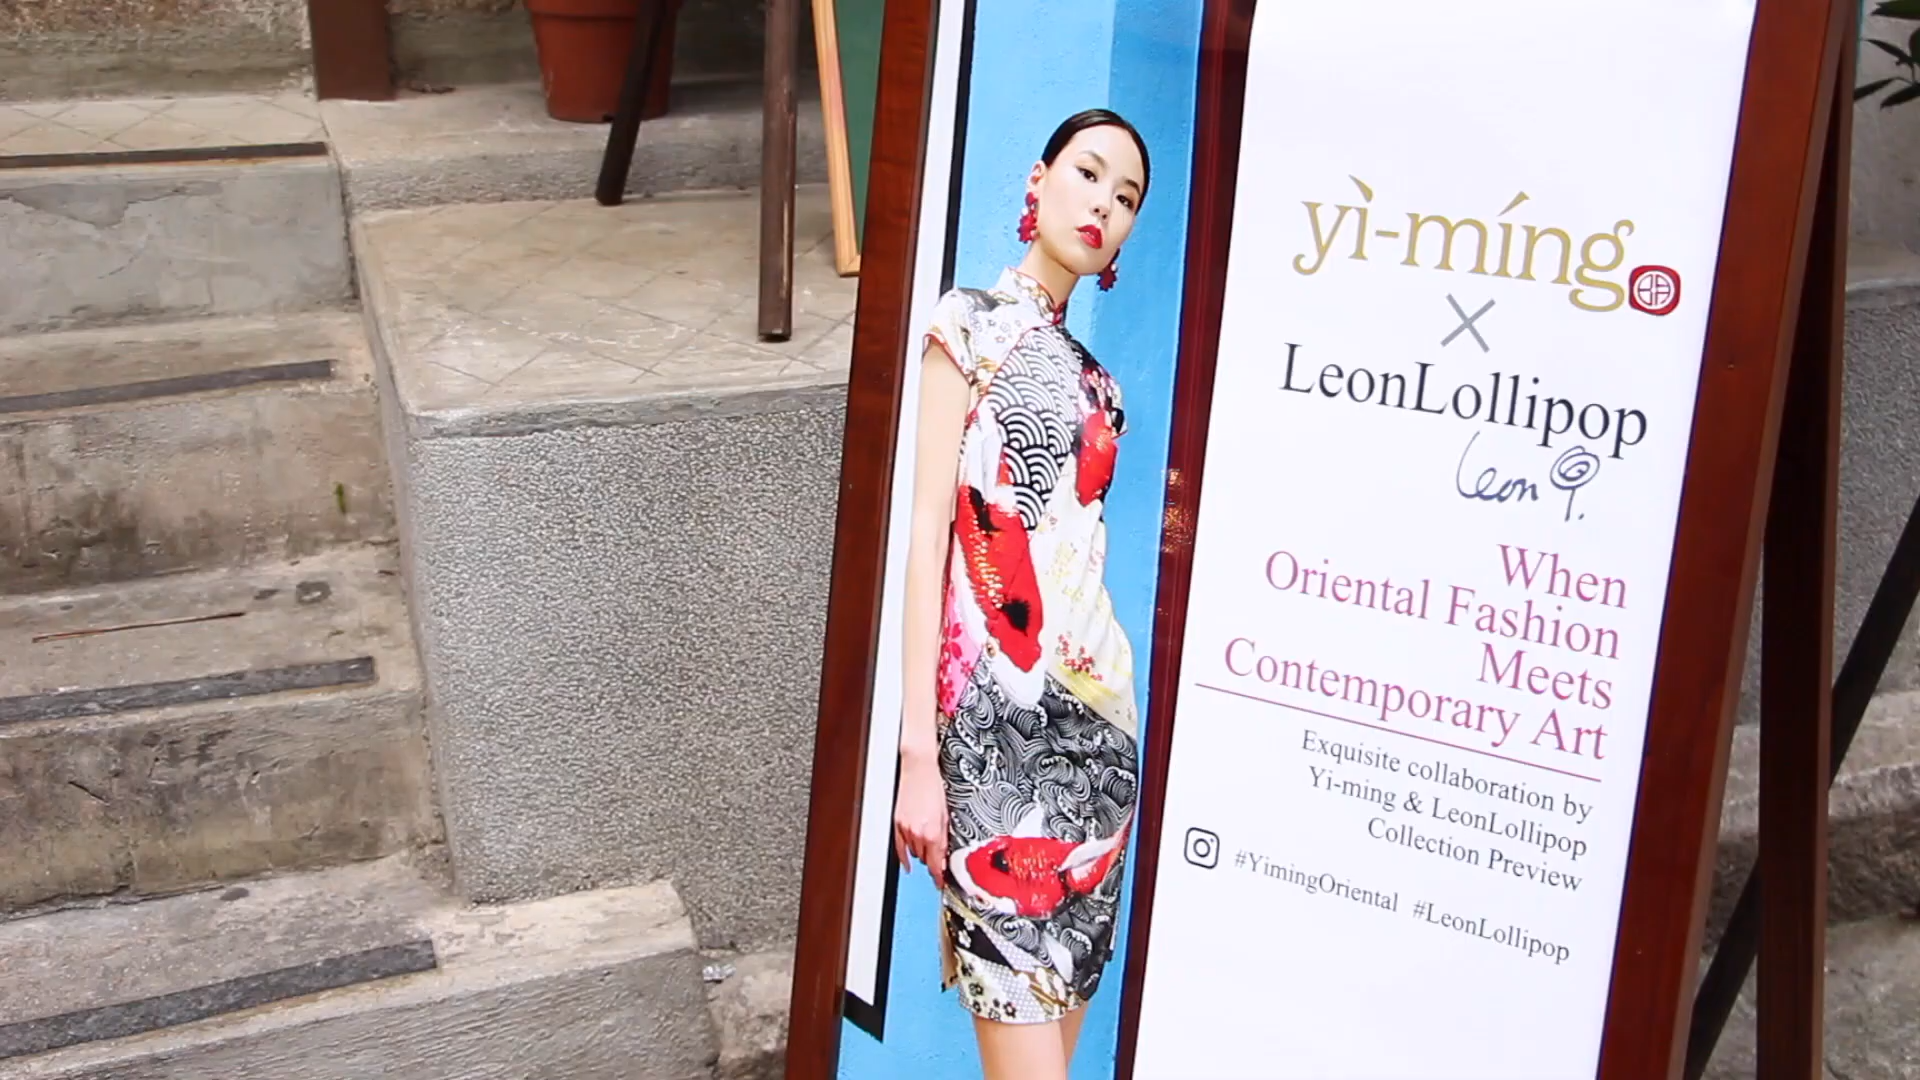 yì-míng
×
LeonLollipop
Leon
When
Oriental Fashion
Meets
Contemporary Art
Exquisite collaboration by
Yi-ming & LeonLollipop
Collection Preview
#YimingOriental #LeonLollipop